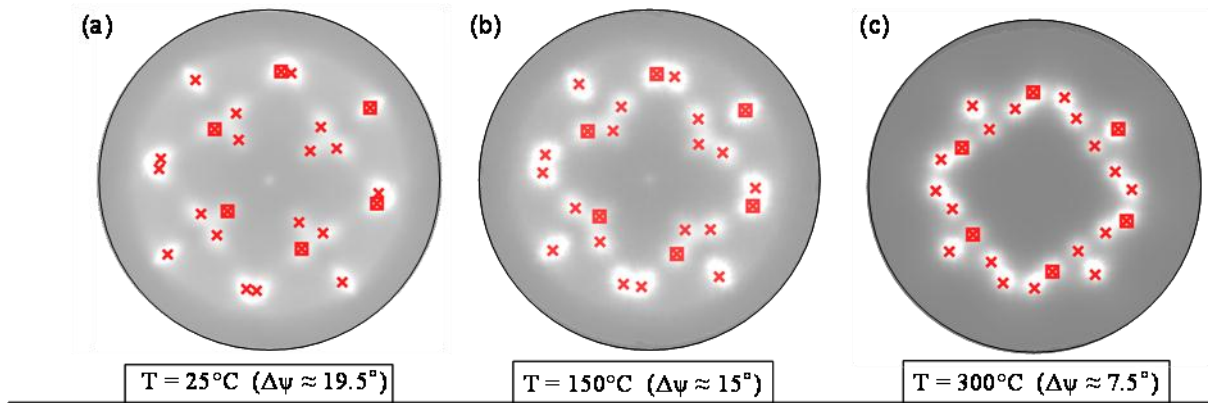 (a)
(b)
(c)
T = 25°C (Δψ ≈ 19.5°)
T = 150°C (Δψ ≈ 15°)
T = 300°C (Δψ ≈ 7.5°)